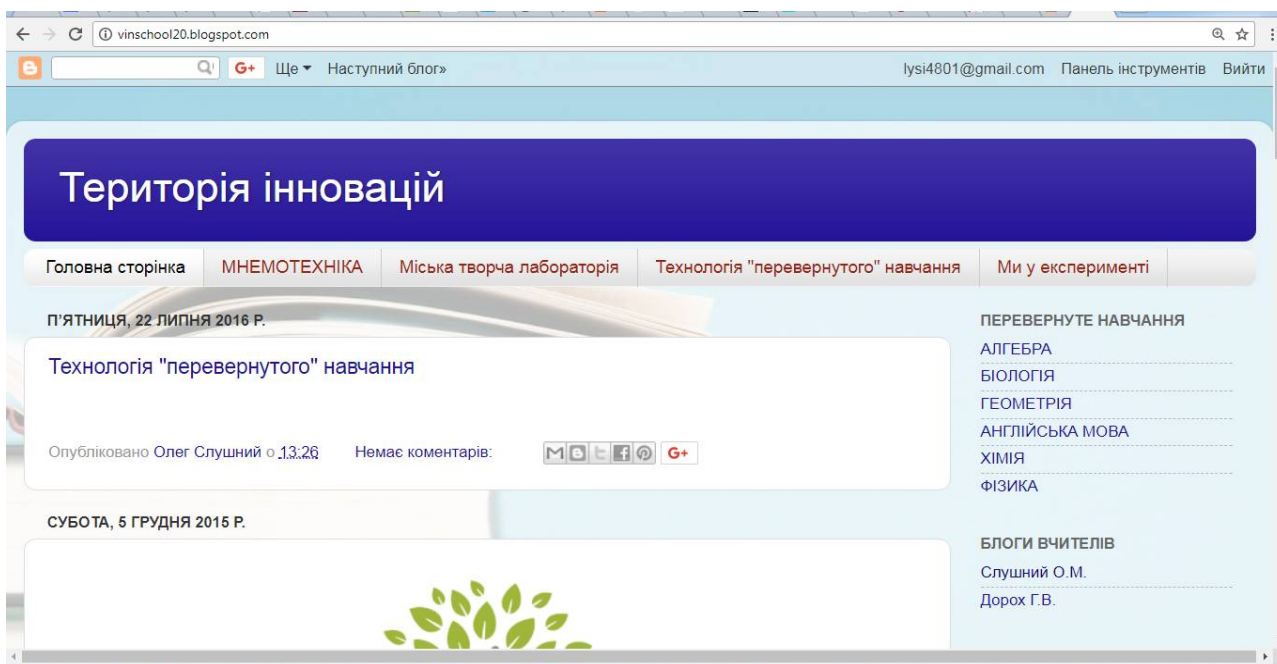 vinschool20.blogspot.com
G+ Ще Наступний блог» lysi4801@gmail.com Панель інструментів Вийти
Територія інновацій
Головна сторінка МНЕМОТЕХНІКА Міська творча лабораторія Технологія "перевернутого" навчання Ми у експерименті
П’ЯТНИЦЯ, 22 ЛИПНЯ 2016 Р.
Технологія "перевернутого" навчання
Опубліковано Олег Слушний о 13:26 Немає коментарів: G+
СУБОТА, 5 ГРУДНЯ 2015 Р.
ПЕРЕВЕРНУТЕ НАВЧАННЯ
АЛГЕБРА
БІОЛОГІЯ
ГЕОМЕТРІЯ
АНГЛІЙСЬКА МОВА
ХІМІЯ
ФІЗИКА
БЛОГИ ВЧИТЕЛІВ
Слушний О.М.
Дорох Г.В.